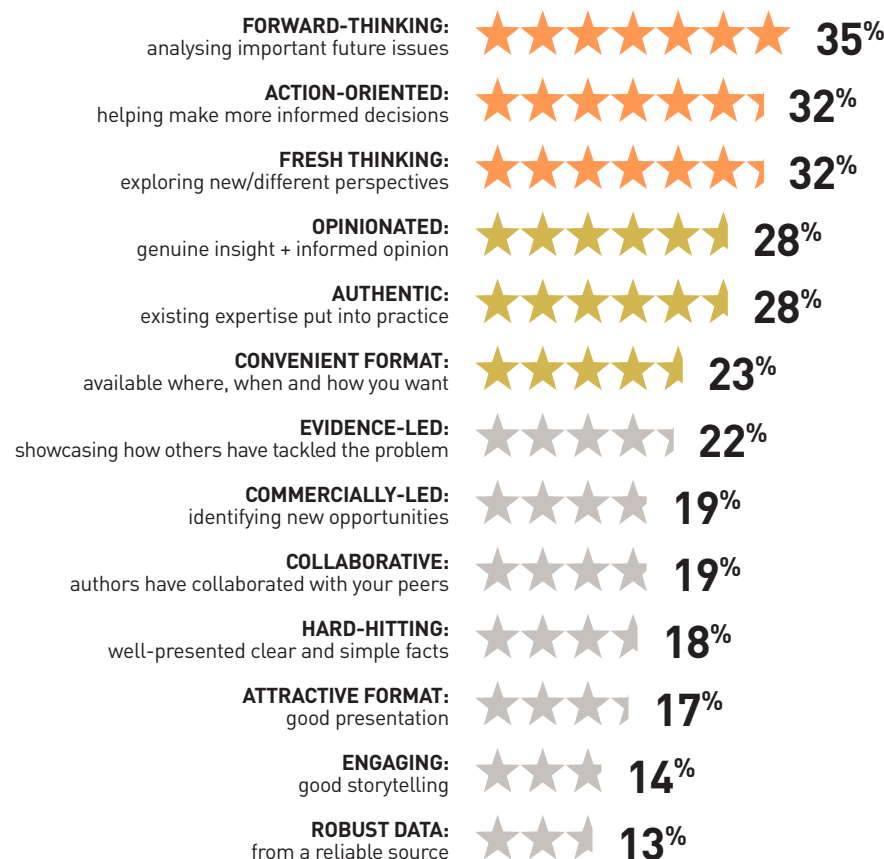 FORWARD-THINKING:
analysing important future issues
35%
ACTION-ORIENTED:
helping make more informed decisions
32%
FRESH THINKING:
exploring new/different perspectives
32%
OPINIONATED:
genuine insight + informed opinion
28%
AUTHENTIC:
existing expertise put into practice
28%
CONVENIENT FORMAT:
available where, when and how you want
23%
EVIDENCE-LED:
showcasing how others have tackled the problem
22%
COMMERCIALLY-LED:
identifying new opportunities
19%
COLLABORATIVE:
authors have collaborated with your peers
19%
HARD-HITTING:
well-presented clear and simple facts
18%
ATTRACTIVE FORMAT:
good presentation
17%
ENGAGING:
good storytelling
14%
ROBUST DATA:
from a reliable source
13%